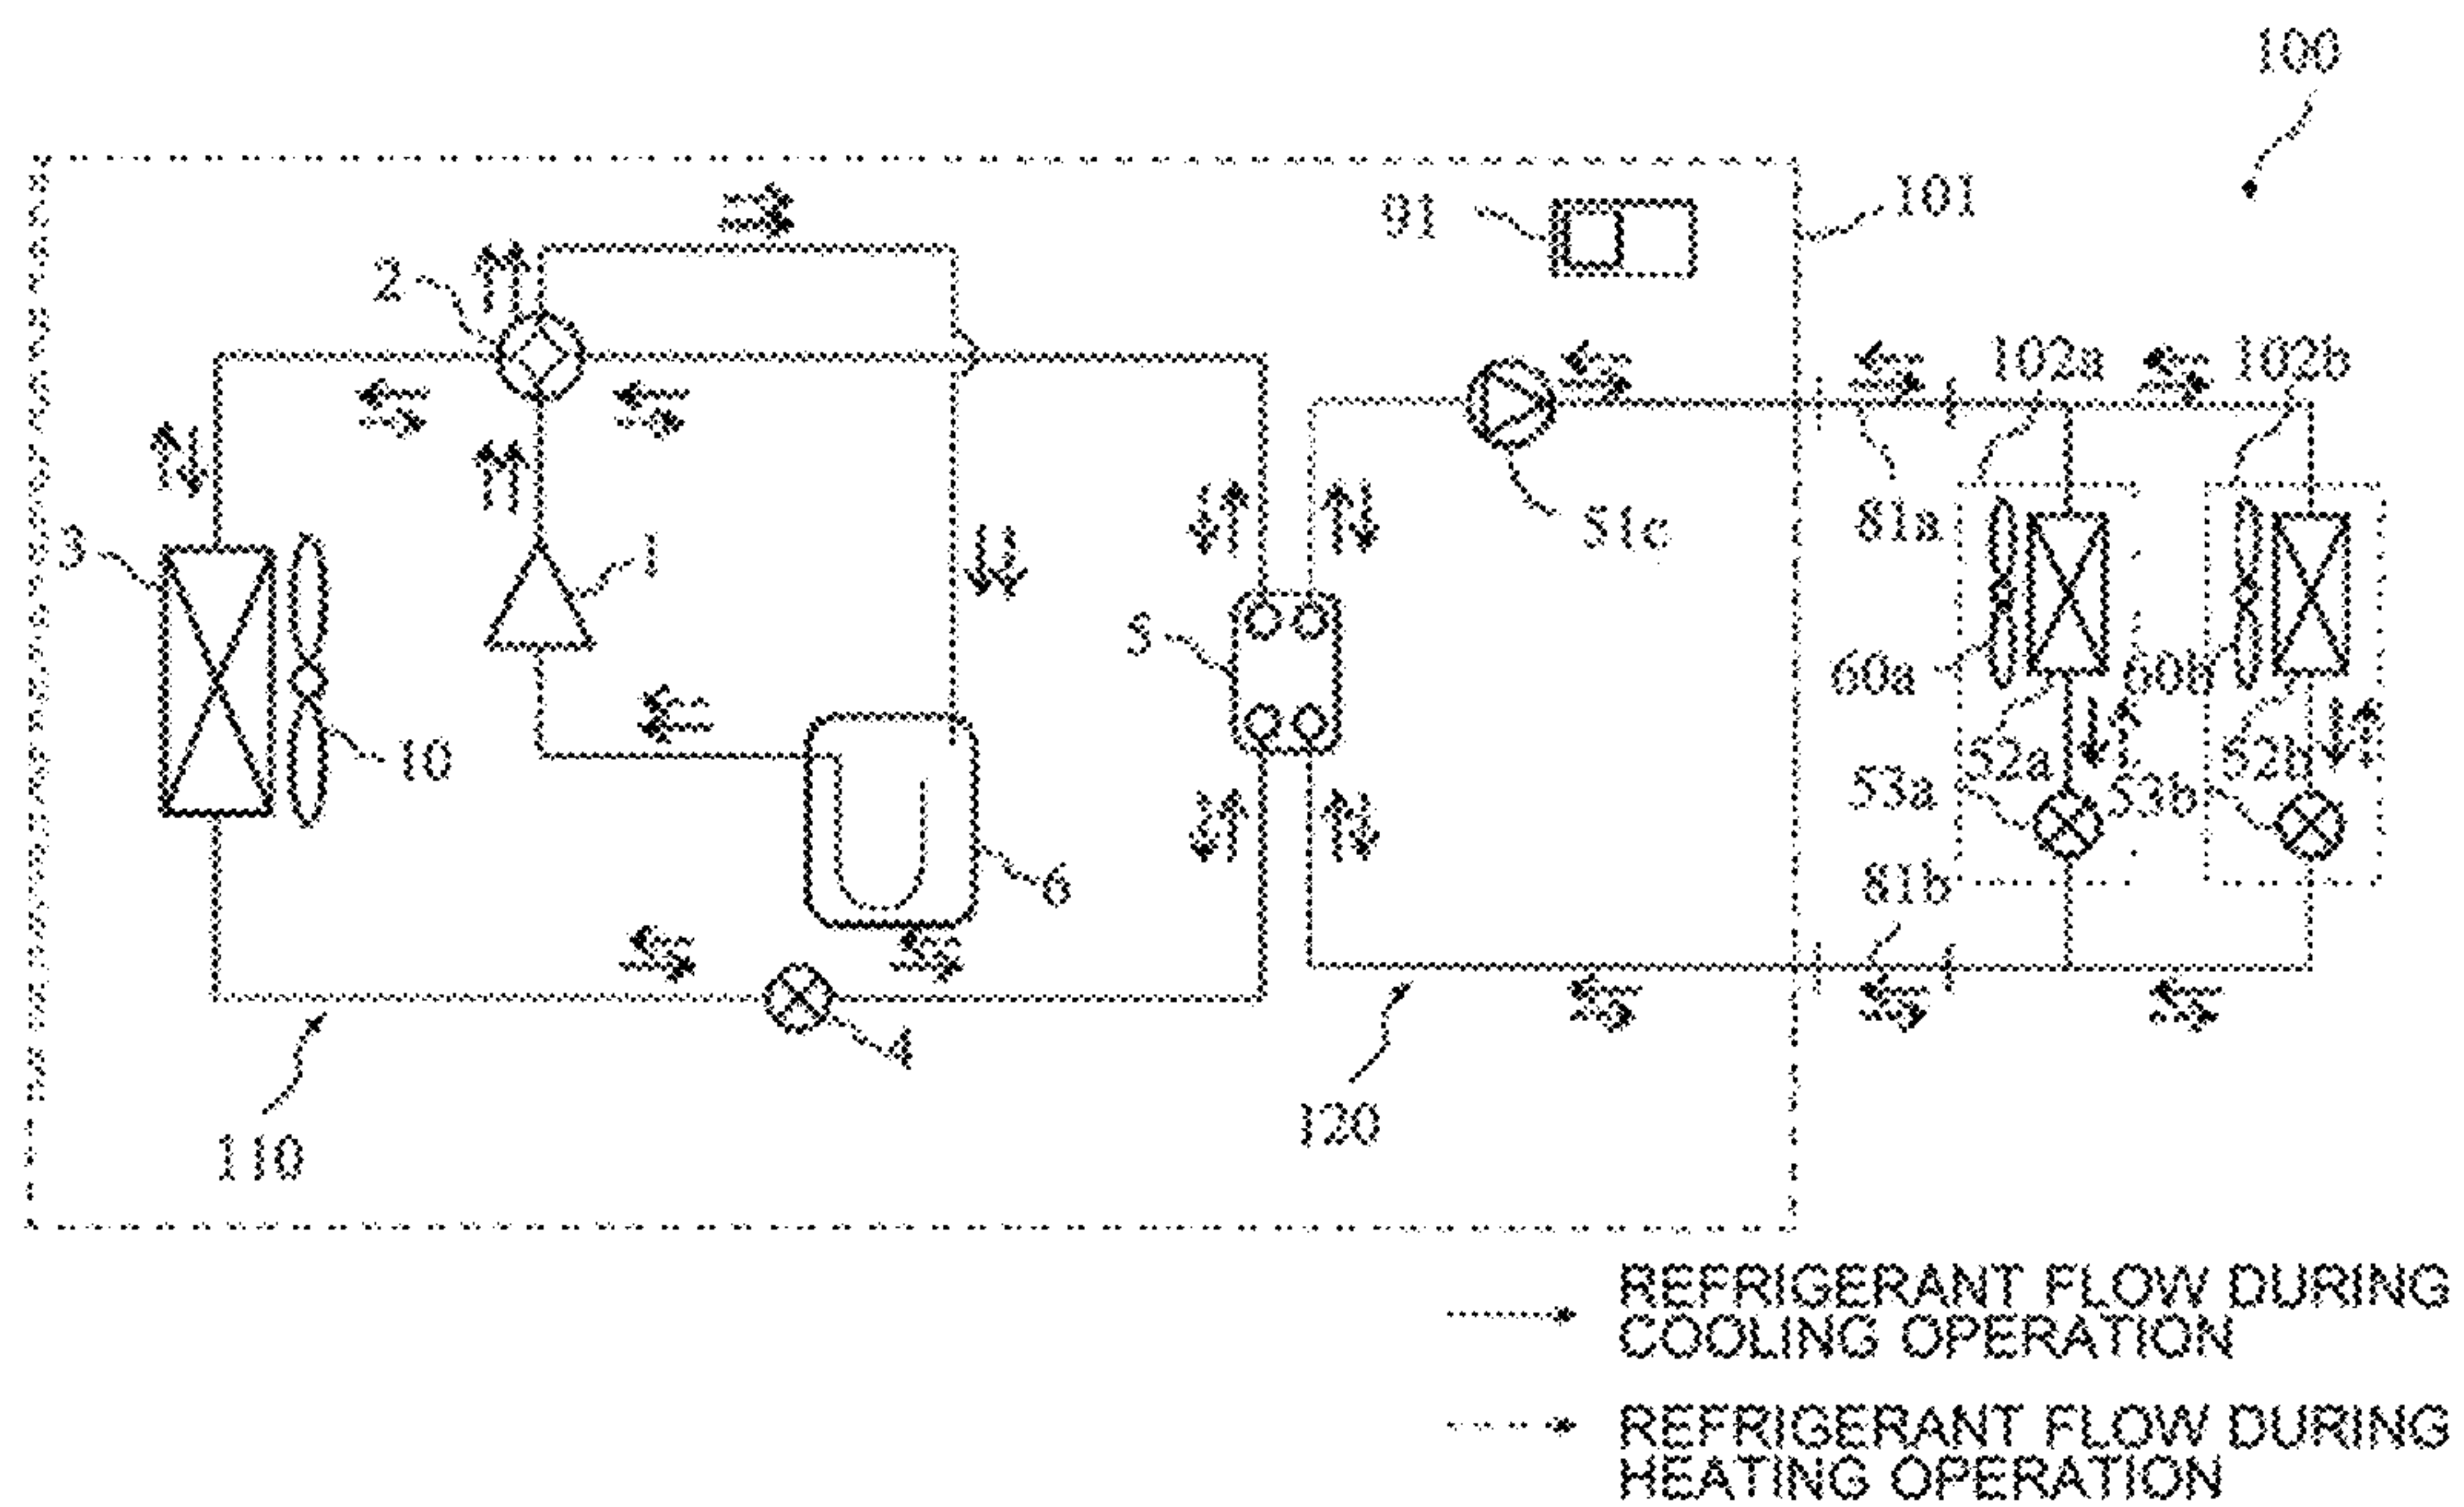 100
101
91
2
102a
102b
81a
51c
3
1
5
60a
60b
10
52a
52b
53a
53b
6
81b
4
110
120
REFRIGERANT FLOW DURING
COOLING OPERATION
REFRIGERANT FLOW DURING
HEATING OPERATION